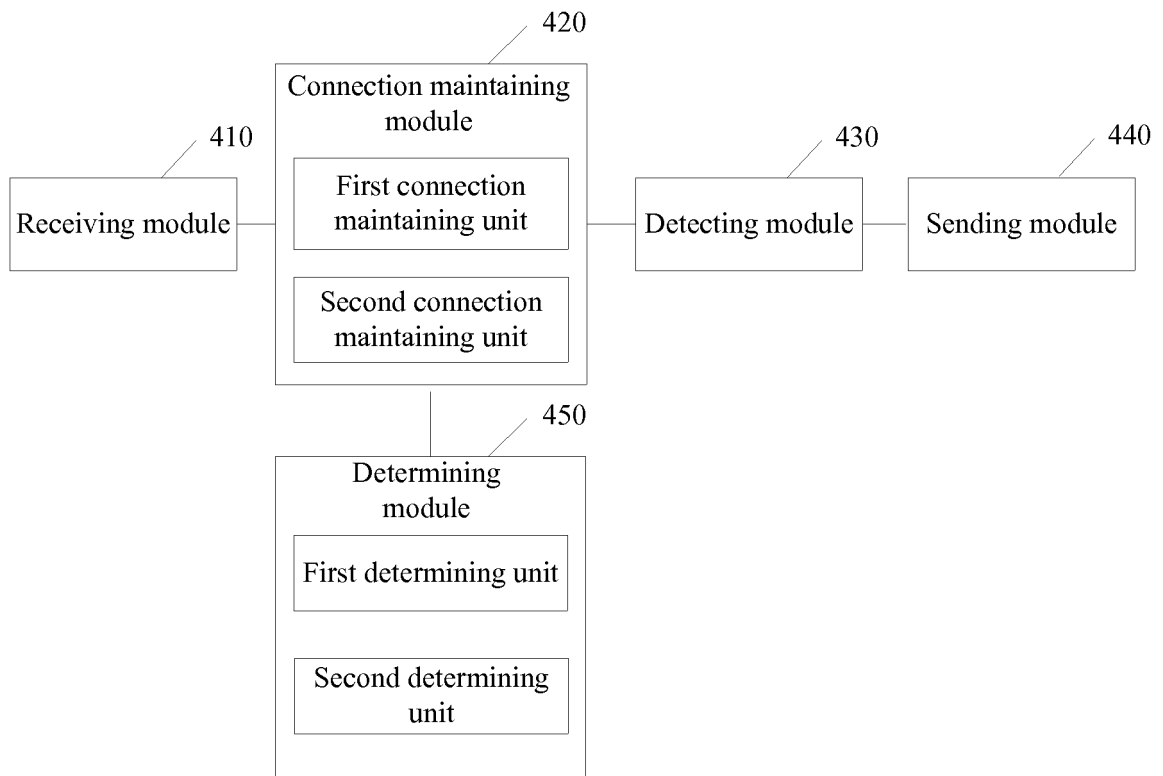 420
Connection maintaining
module
410
430
440
First connection
maintaining unit
Receiving module
Detecting module
Sending module
Second connection
maintaining unit
450
Determining
module
First determining unit
Second determining
unit